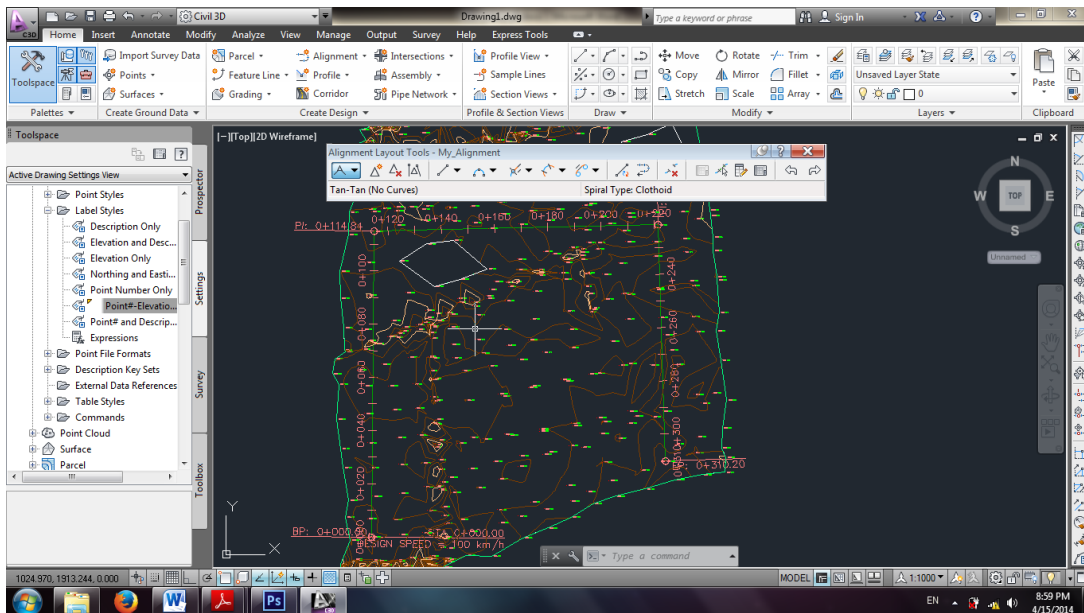 Civil 3D
Drawing1.dwg
Type a keyword or phrase
Sign In
C3D
Home Insert Annotate Modify Analyze View Manage Output Survey Help Express Tools
Toolspace
Import Survey Data
Points
Surfaces
Parcel
Feature Line
Grading
Alignment
Profile
Corridor
Intersections
Assembly
Pipe Network
Profile View
Sample Lines
Section Views
Move
Copy
Stretch
Rotate
Mirror
Scale
Trim
Fillet
Array
Unsaved Layer State
0
Paste
Palettes
Create Ground Data
Create Design
Profile & Section Views
Draw
Modify
Layers
Clipboard
Toolspace
Active Drawing Settings View
Point Styles
Label Styles
Description Only
Elevation and Desc...
Elevation Only
Northing and Easti...
Point Number Only
Point#-Elevatio...
Point# and Descrip...
Expressions
Point File Formats
Description Key Sets
External Data References
Table Styles
Commands
Point Cloud
Surface
Parcel
Prospector
Settings
Survey
Toolbox
[−][Top][2D Wireframe]
Alignment Layout Tools - My_Alignment
Tan-Tan (No Curves)
Spiral Type: Clothoid
N
W
TOP
E
S
Unnamed
PI: 0+114.84
0+120
0+140
0+160
0+180
0+200
0+220
0+100
0+080
0+060
0+040
0+020
0+000
0+240
0+260
0+280
0+300
EP: 0+310.20
BP: 0+000.00
STA 0+000.00
DESIGN SPEED = 100 km/h
Y
X
Type a command
1024.970, 1913.244, 0.000
MODEL
1:1000
W
Ps
EN
8:59 PM
4/15/2014